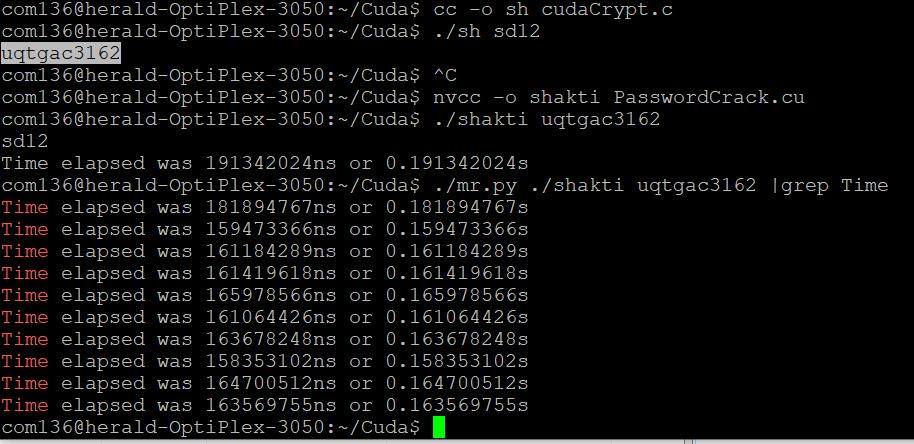 com136@herald-OptiPlex-3050:~/Cuda$ cc -o sh cudaCrypt.c
com136@herald-OptiPlex-3050:~/Cuda$ ./sh sd12
uqtgac3162
com136@herald-OptiPlex-3050:~/Cuda$ ^C
com136@herald-OptiPlex-3050:~/Cuda$ nvcc -o shakti PasswordCrack.cu
com136@herald-OptiPlex-3050:~/Cuda$ ./shakti uqtgac3162
sd12
Time elapsed was 191342024ns or 0.191342024s
com136@herald-OptiPlex-3050:~/Cuda$ ./mr.py ./shakti uqtgac3162 |grep Time
Time elapsed was 181894767ns or 0.181894767s
Time elapsed was 159473366ns or 0.159473366s
Time elapsed was 161184289ns or 0.161184289s
Time elapsed was 161419618ns or 0.161419618s
Time elapsed was 165978566ns or 0.165978566s
Time elapsed was 161064426ns or 0.161064426s
Time elapsed was 163678248ns or 0.163678248s
Time elapsed was 158353102ns or 0.158353102s
Time elapsed was 164700512ns or 0.164700512s
Time elapsed was 163569755ns or 0.163569755s
com136@herald-OptiPlex-3050:~/Cuda$